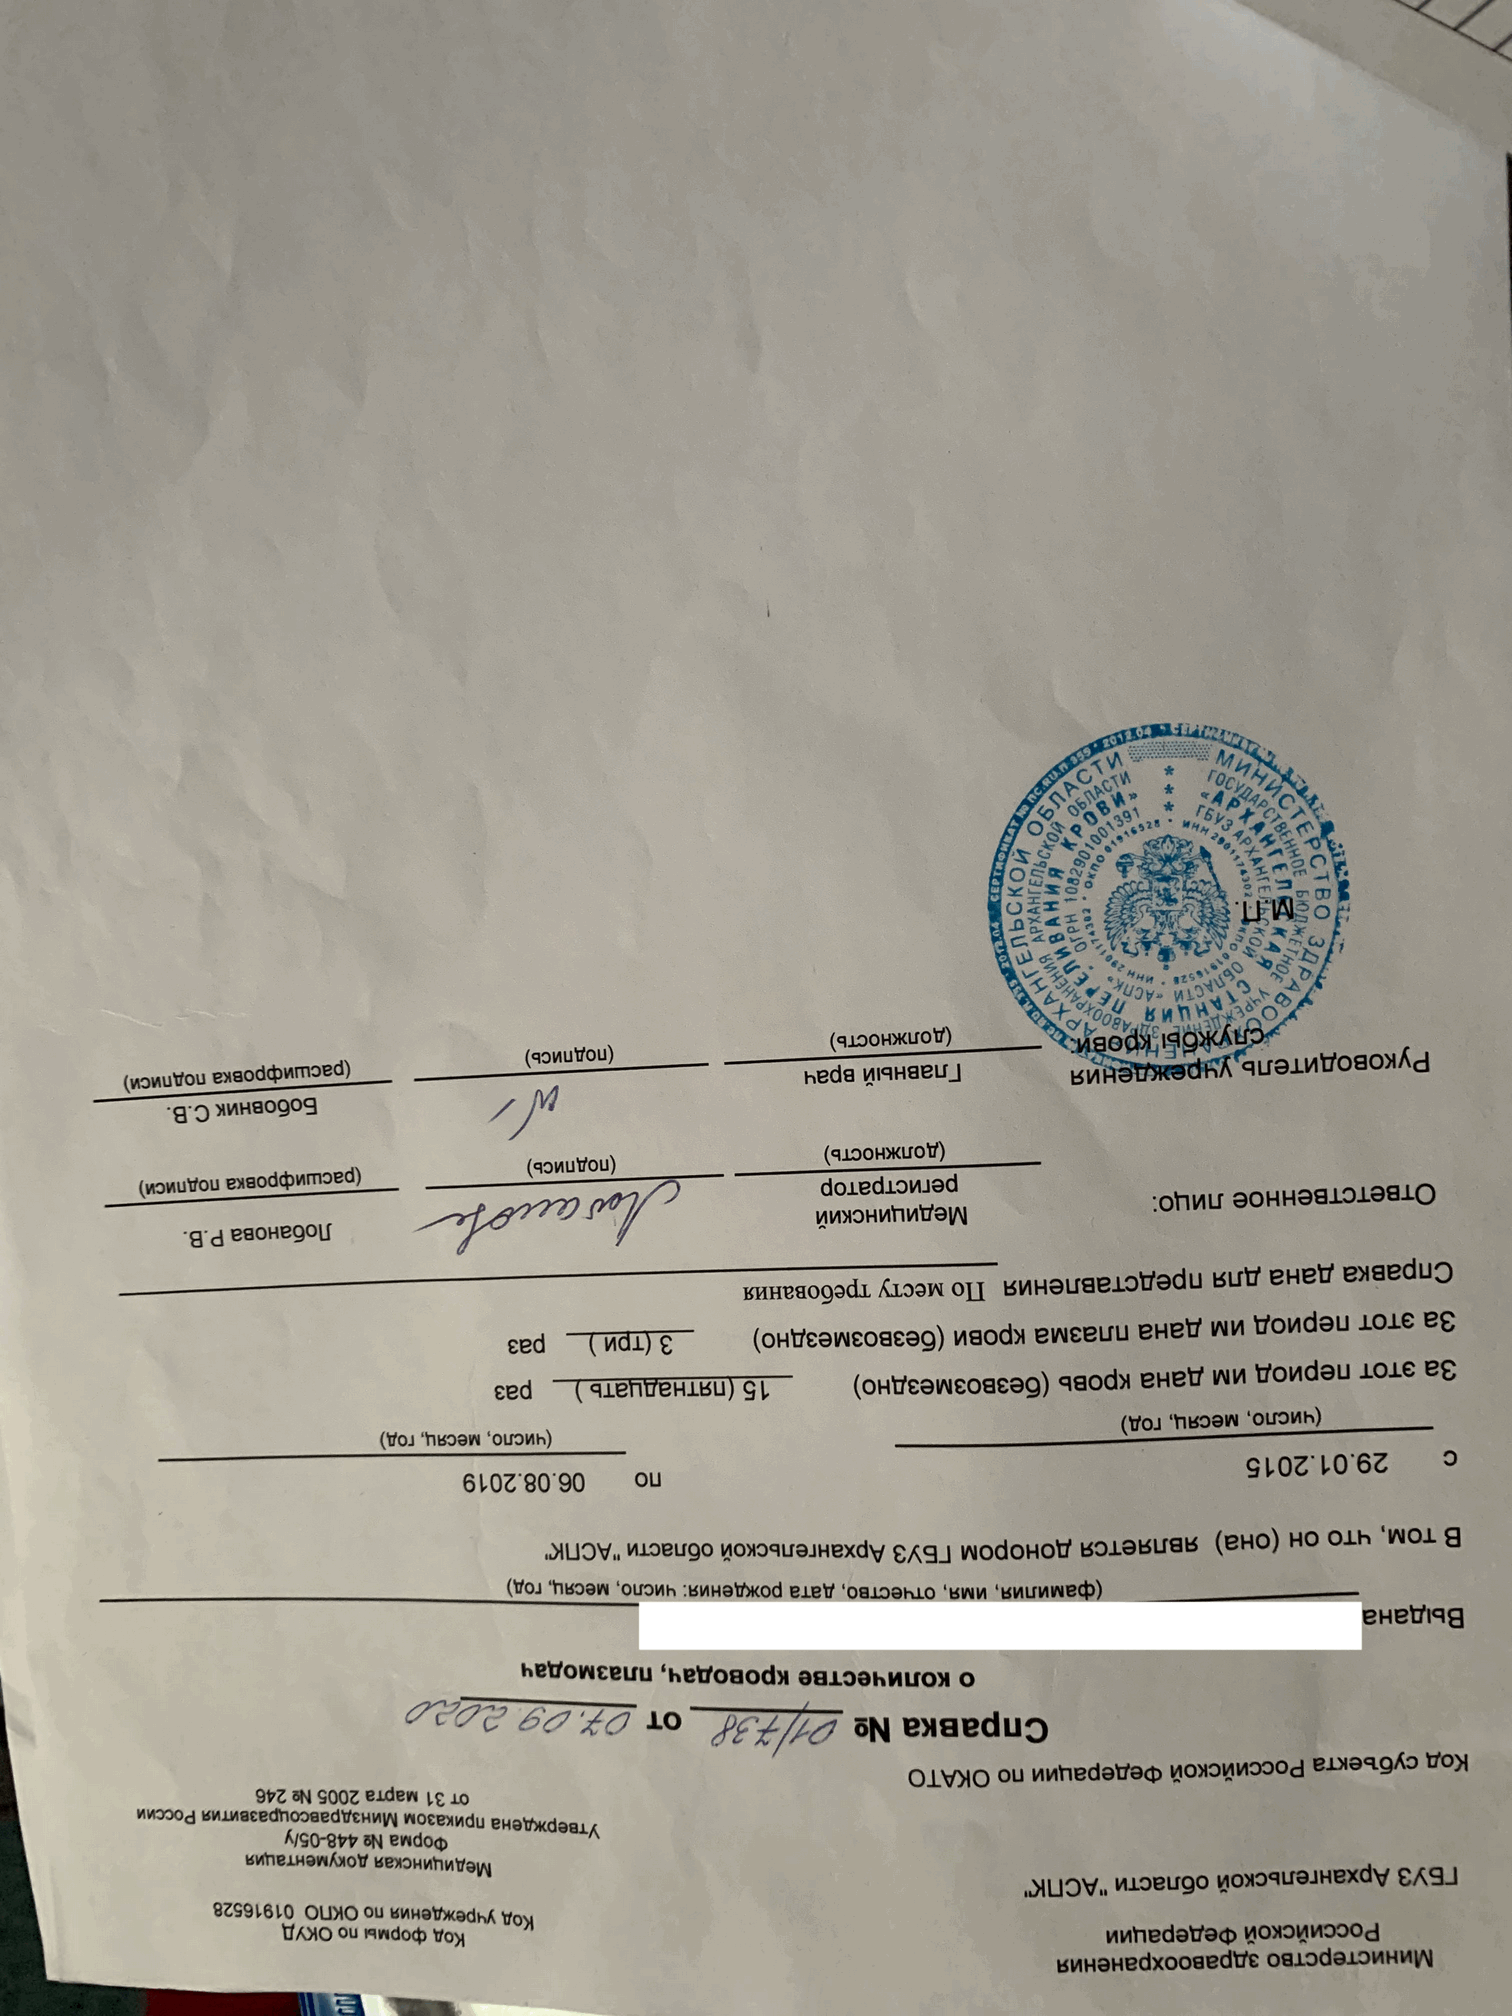 Министерство здравоохранения
Российской Федерации
ГБУЗ Архангельской области "АСПК"
Код формы по ОКУД
Код учреждения по ОКПО 01916528
Медицинская документация
Форма № 448-05/у
Утверждена приказом Минздравсоцразвития России
от 31 марта 2005 № 246
Код субъекта Российской Федерации по ОКАТО
Справка № 01/738 от 07.09.2020
о количестве кроводач, плазмодач
Выдана
(фамилия, имя, отчество, дата рождения: число, месяц, год)
В том, что он (она) является донором ГБУЗ Архангельской области "АСПК"
с 29.01.2015 по 06.08.2019
(число, месяц, год) (число, месяц, год)
За этот период им дана кровь (безвозмездно) 15 (пятнадцать) раз
За этот период им дана плазма крови (безвозмездно) 3 (три) раз
Справка дана для представления По месту требования
Ответственное лицо:
Медицинский
регистратор
Лобанова Р.В.
(должность) (подпись) (расшифровка подписи)
Руководитель учреждения
службы крови:
Главный врач
Бобовник С.В.
(должность) (подпись) (расшифровка подписи)
М.П.
МИНИСТЕРСТВО ЗДРАВООХРАНЕНИЯ АРХАНГЕЛЬСКОЙ ОБЛАСТИ
ГОСУДАРСТВЕННОЕ БЮДЖЕТНОЕ УЧРЕЖДЕНИЕ ЗДРАВООХРАНЕНИЯ АРХАНГЕЛЬСКОЙ ОБЛАСТИ
«АРХАНГЕЛЬСКАЯ СТАНЦИЯ ПЕРЕЛИВАНИЯ КРОВИ»
ГБУЗ АРХАНГЕЛЬСКОЙ ОБЛАСТИ «АСПК» ОГРН 1082901001391
ИНН 2901174302 ОКПО 01916528 ИНН 2901174302 ОКПО 01916528